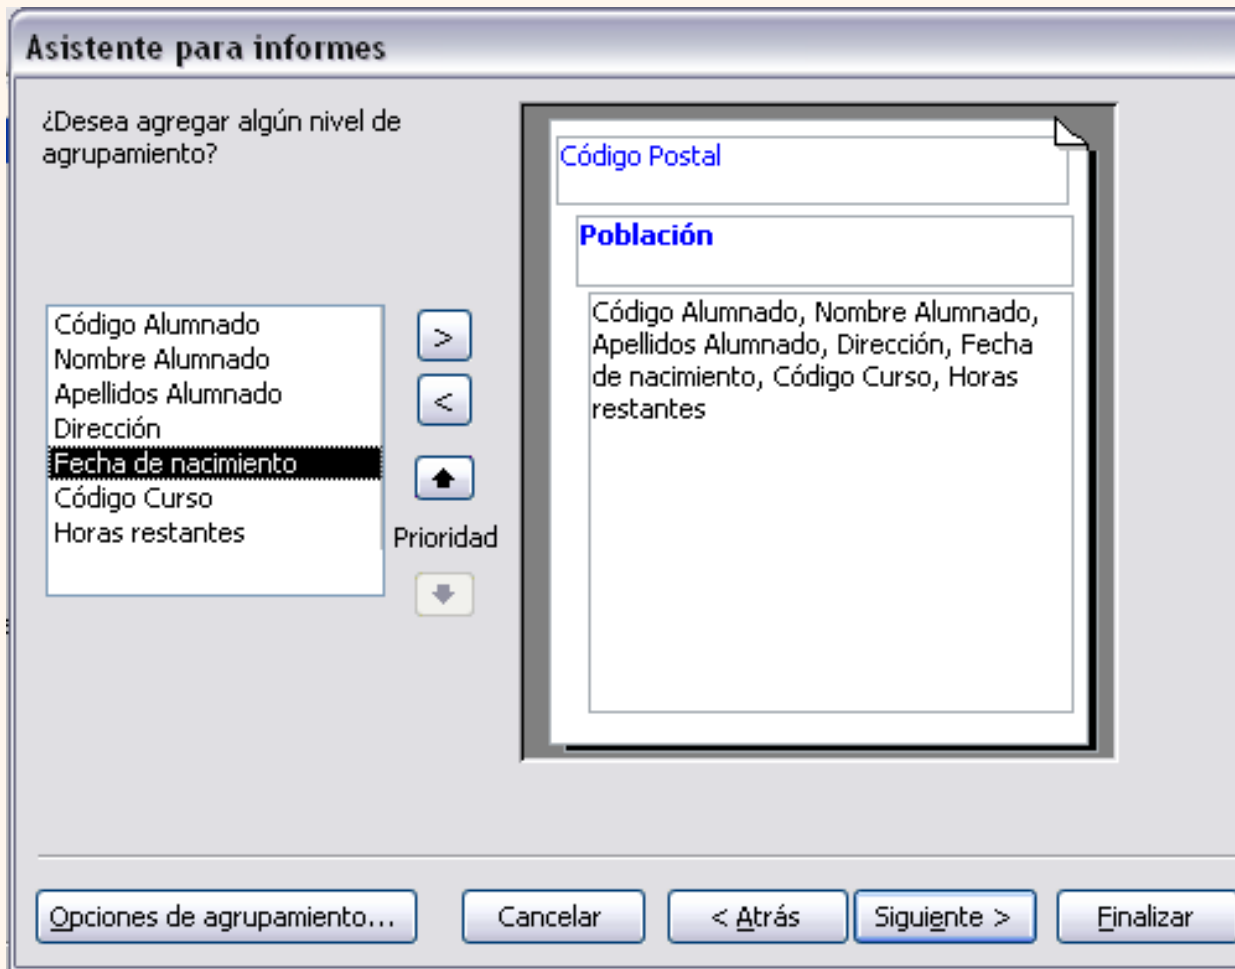 Asistente para informes
¿Desea agregar algún nivel de
agrupamiento?
Código Alumnado
Nombre Alumnado
Apellidos Alumnado
Dirección
Fecha de nacimiento
Código Curso
Horas restantes
>
<
Prioridad
Código Postal
Población
Código Alumnado, Nombre Alumnado,
Apellidos Alumnado, Dirección, Fecha
de nacimiento, Código Curso, Horas
restantes
Opciones de agrupamiento...
Cancelar
< Atrás
Siguiente >
Finalizar